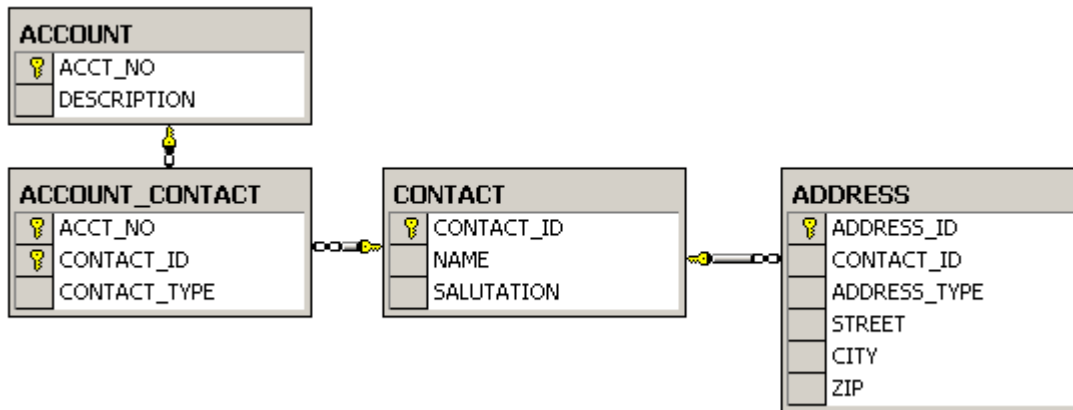 ACCOUNT
ACCT_NO
DESCRIPTION
ACCOUNT_CONTACT
ACCT_NO
CONTACT_ID
CONTACT_TYPE
CONTACT
CONTACT_ID
NAME
SALUTATION
ADDRESS
ADDRESS_ID
CONTACT_ID
ADDRESS_TYPE
STREET
CITY
ZIP